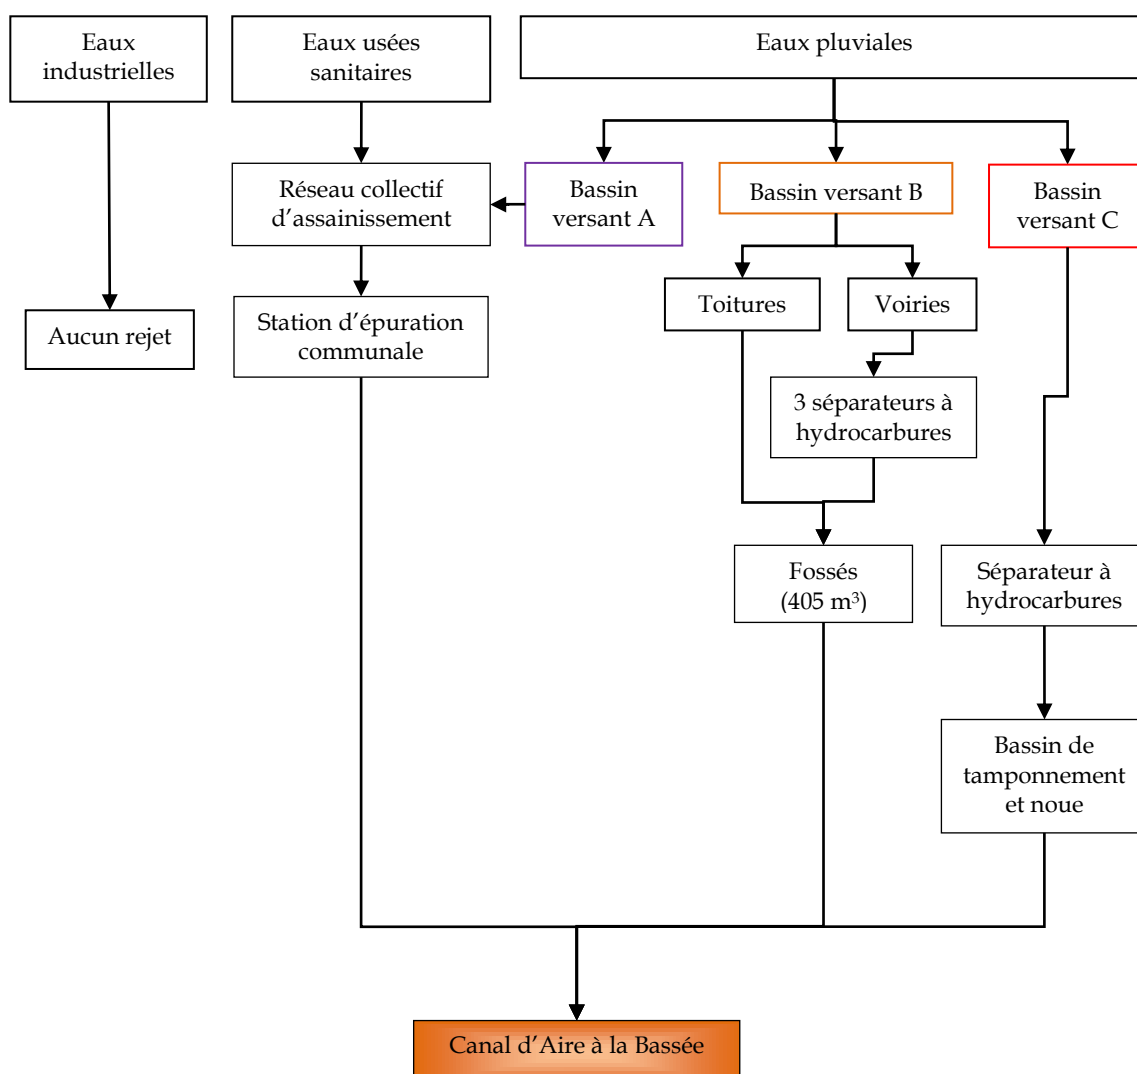 Eaux
industrielles
Eaux usées
sanitaires
Eaux pluviales
Réseau collectif
d'assainissement
Bassin
versant A
Bassin versant B
Bassin
versant C
Toitures
Voiries
Aucun rejet
Station d'épuration
communale
3 séparateurs à
hydrocarbures
Fossés
(405 m³)
Séparateur à
hydrocarbures
Bassin de
tamponnement
et noue
Canal d'Aire à la Bassée